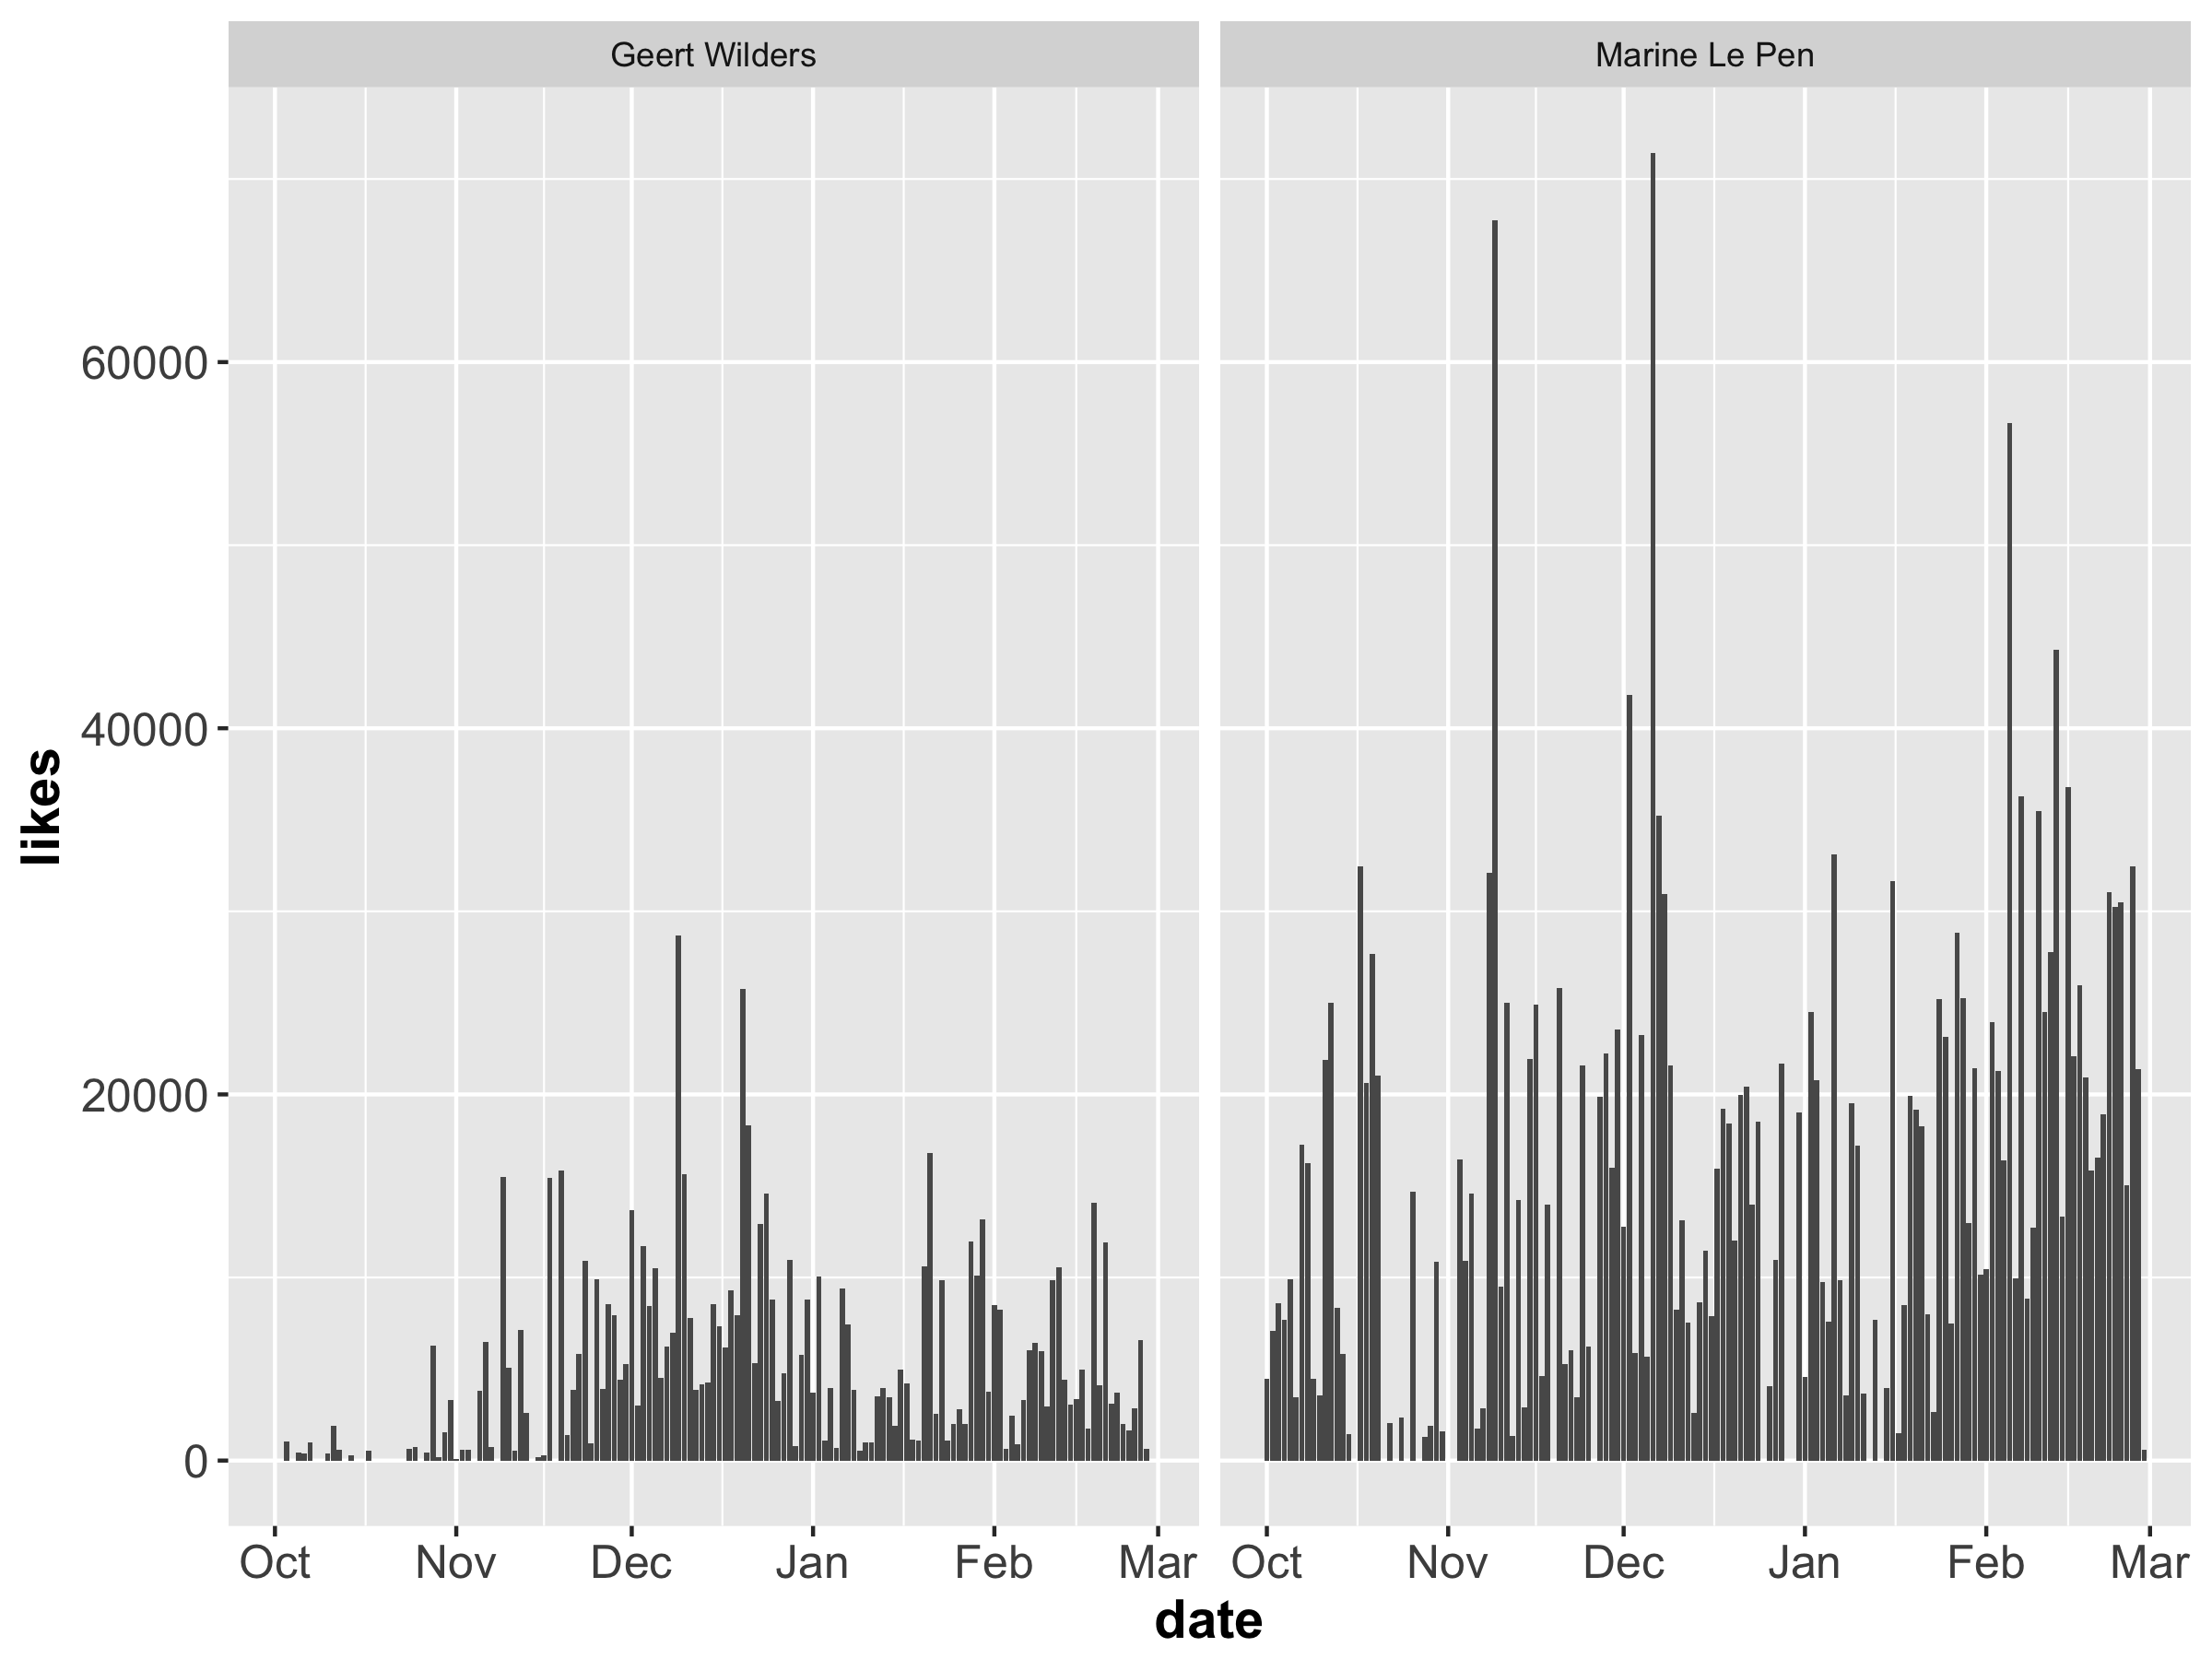 Geert Wilders
Marine Le Pen
60000
40000
20000
0
likes
Oct Nov Dec Jan Feb Mar
Oct Nov Dec Jan Feb Mar
date